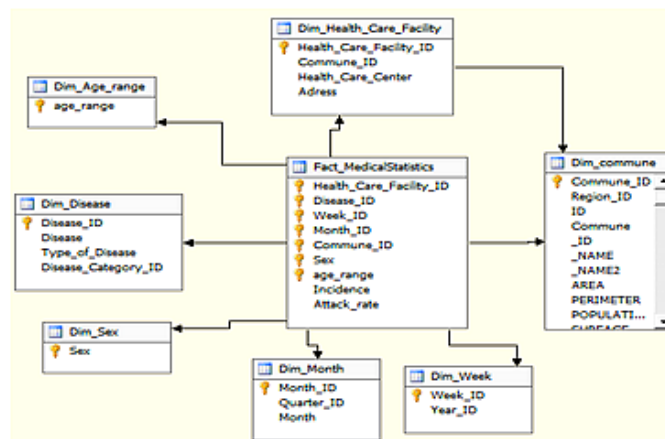 Dim_Health_Care_Facility
Health_Care_Facility_ID
Commune_ID
Health_Care_Center
Adress
Dim_Age_range
age_range
Fact_MedicalStatistics
Health_Care_Facility_ID
Disease_ID
Week_ID
Month_ID
Commune_ID
Sex
age_range
Incidence
Attack_rate
Dim_commune
Commune_ID
Region_ID
ID
Commune
_ID
_NAME
_NAME2
AREA
PERIMETER
POPULATI...
Dim_Disease
Disease_ID
Disease
Type_of_Disease
Disease_Category_ID
Dim_Sex
Sex
Dim_Month
Month_ID
Quarter_ID
Month
Dim_Week
Week_ID
Year_ID